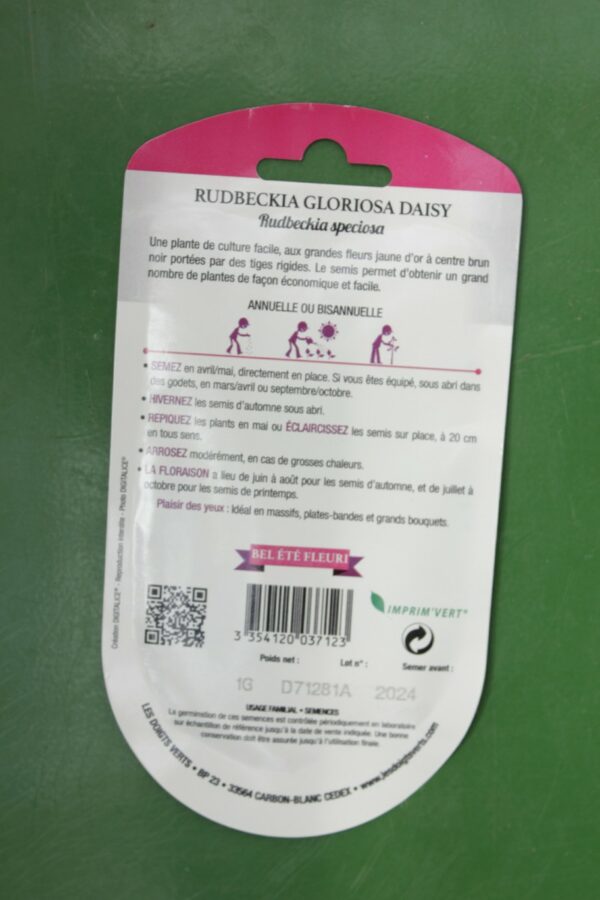 RUDBECKIA GLORIOSA DAISY
Rudbeckia speciosa
Une plante de culture facile, aux grandes fleurs jaune d'or à centre brun
noir portées par des tiges rigides. Le semis permet d'obtenir un grand
nombre de plantes de façon économique et facile.
ANNUELLE OU BISANNUELLE
• SEMEZ en avril/mai, directement en place. Si vous êtes équipé, sous abri dans
des godets, en mars/avril ou septembre/octobre.
• HIVERNEZ les semis d'automne sous abri.
• REPIQUEZ les plants en mai ou ÉCLAIRCISSEZ les semis sur place, à 20 cm
en tous sens.
• ARROSEZ modérément, en cas de grosses chaleurs.
• LA FLORAISON a lieu de juin à août pour les semis d'automne, et de juillet à
octobre pour les semis de printemps.
Plaisir des yeux : Idéal en massifs, plates-bandes et grands bouquets.
Création DIGITALICE® - Reproduction interdite - Photo DIGITALICE®
BEL ÉTÉ FLEURI
IMPRIM'VERT®
3 354120 037123
Poids net : Lot n° : Semer avant :
1G D71281A 2024
USAGE FAMILIAL • SEMENCES
La germination de ces semences est contrôlée périodiquement en laboratoire
sur échantillon de référence jusqu'à la date de vente indiquée. Une bonne
conservation doit être assurée jusqu'à l'utilisation finale.
LES DOIGTS VERTS • BP 23 • 33564 CARBON-BLANC CEDEX • www.lesdoigtsverts.com